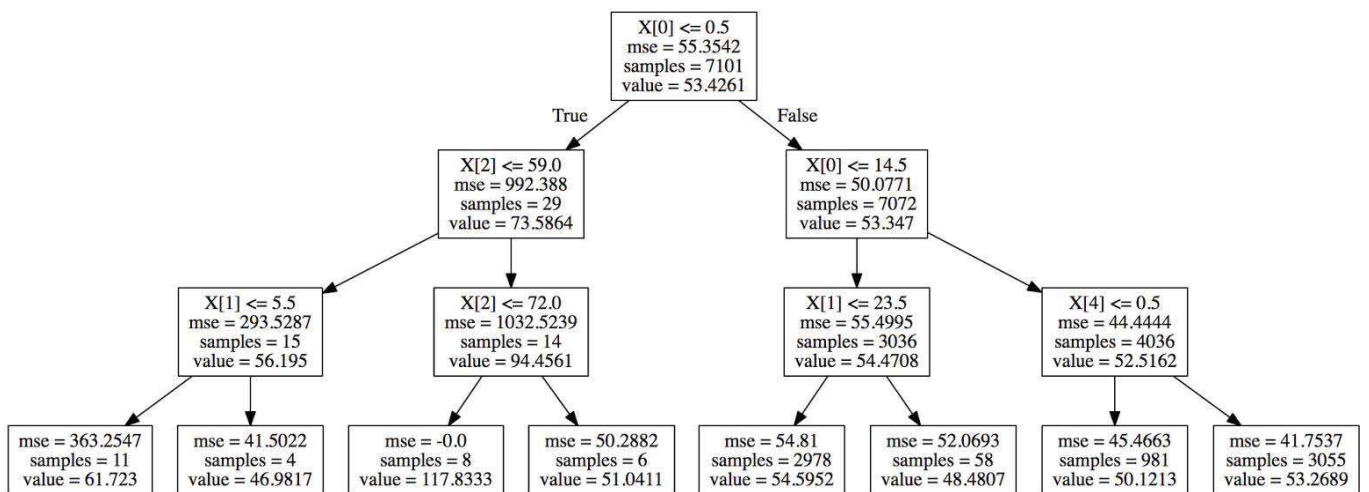 X[0] <= 0.5
mse = 55.3542
samples = 7101
value = 53.4261
True
False
X[2] <= 59.0
mse = 992.388
samples = 29
value = 73.5864
X[0] <= 14.5
mse = 50.0771
samples = 7072
value = 53.347
X[1] <= 5.5
mse = 293.5287
samples = 15
value = 56.195
X[2] <= 72.0
mse = 1032.5239
samples = 14
value = 94.4561
X[1] <= 23.5
mse = 55.4995
samples = 3036
value = 54.4708
X[4] <= 0.5
mse = 44.4444
samples = 4036
value = 52.5162
mse = 363.2547
samples = 11
value = 61.723
mse = 41.5022
samples = 4
value = 46.9817
mse = -0.0
samples = 8
value = 117.8333
mse = 50.2882
samples = 6
value = 51.0411
mse = 54.81
samples = 2978
value = 54.5952
mse = 52.0693
samples = 58
value = 48.4807
mse = 45.4663
samples = 981
value = 50.1213
mse = 41.7537
samples = 3055
value = 53.2689